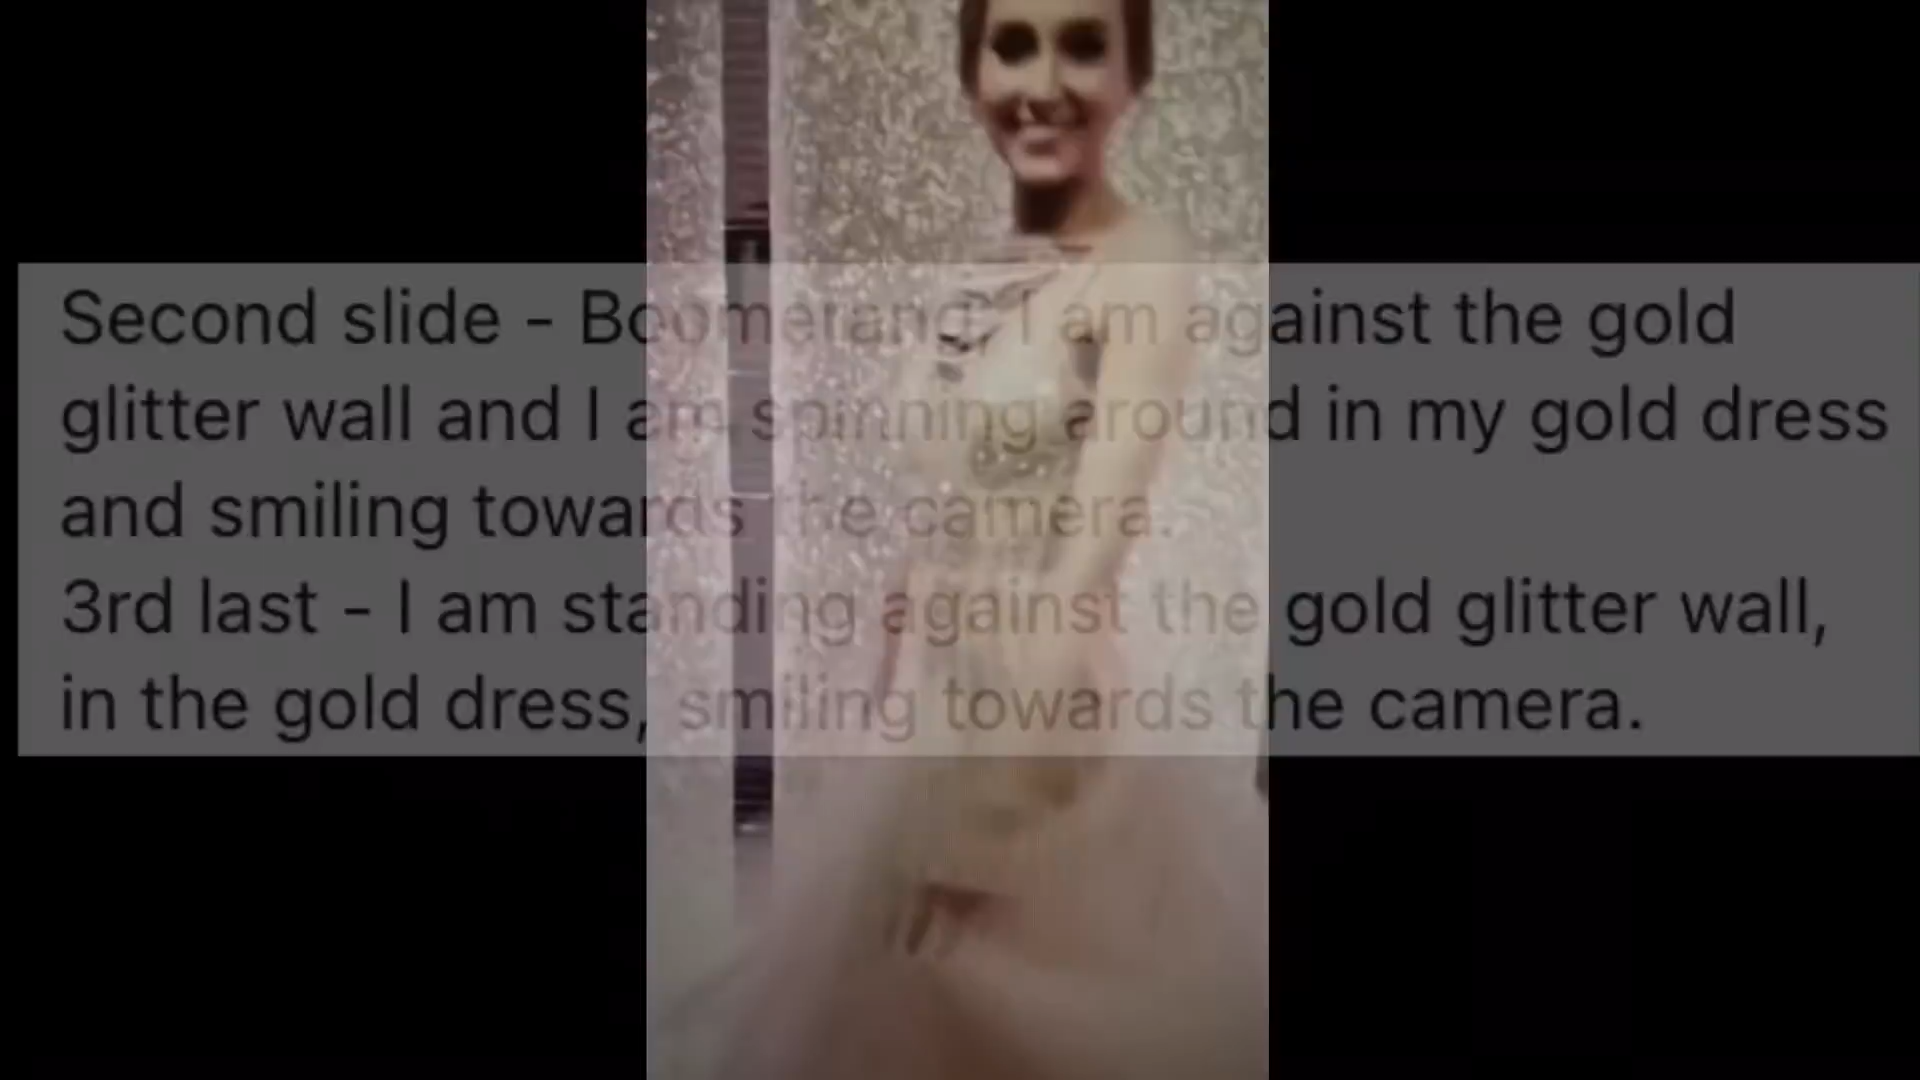 Second slide - Boomerang, I am against the gold
glitter wall and I am spinning around in my gold dress
and smiling towards the camera.
3rd last - I am standing against the gold glitter wall,
in the gold dress, smiling towards the camera.